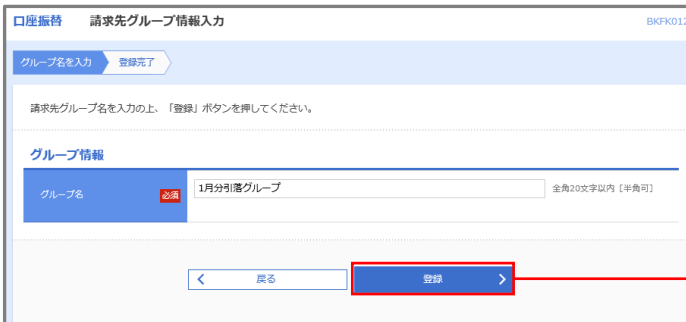 口座振替 請求先グループ情報入力 BKFK012
グループ名を入力 登録完了
請求先グループ名を入力の上、「登録」ボタンを押してください。
グループ情報
グループ名 必須 1月分引落グループ 全角20文字以内［半角可］
戻る 登録